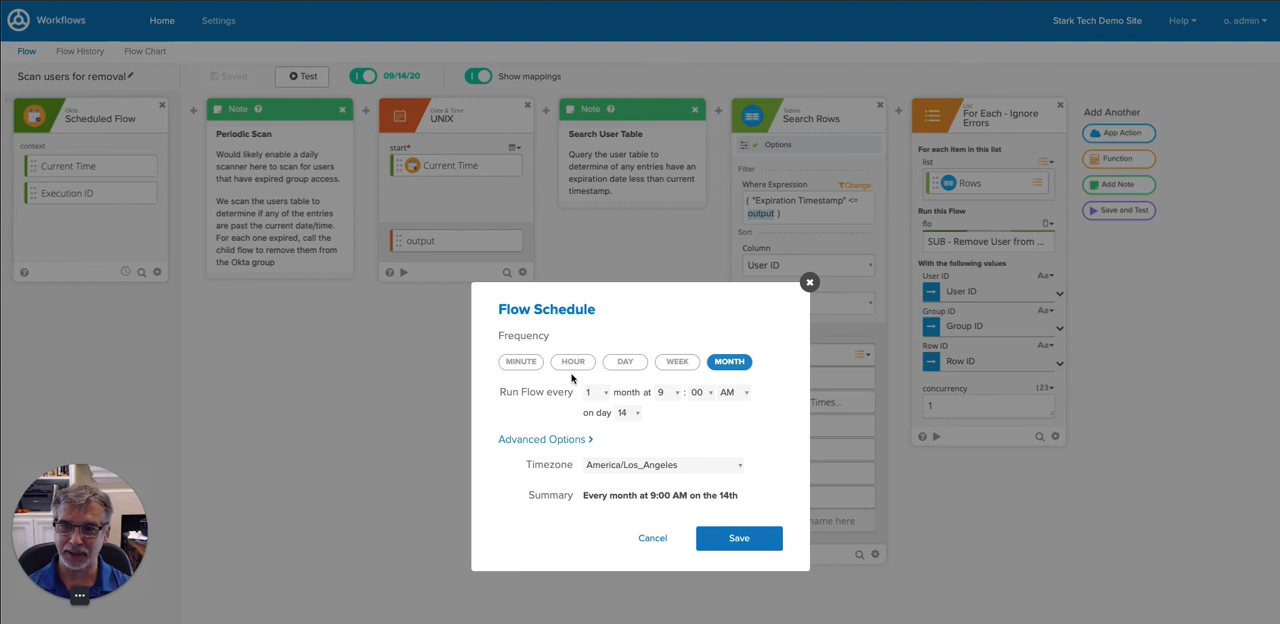 Workflows
Home
Settings
Stark Tech Demo Site
Help
o. admin
Flow
Flow History
Flow Chart
Scan users for removal
Saved
Test
09/14/20
Show mappings
Okta
Scheduled Flow
context
Current Time
Execution ID
Note
Periodic Scan
Would likely enable a daily
scanner here to scan for users
that have expired group access.
We scan the users table to
determine if any of the entries
are past the current date/time.
For each one expired, call the
child flow to remove them from
the Okta group
Date & Time
UNIX
start*
Current Time
output
Note
Search User Table
Query the user table to
determine of any entries have an
expiration date less than current
timestamp.
Tables
Search Rows
Options
Filter
Where Expression
Change
( "Expiration Timestamp" <=
output )
Sort
Column
User ID
Times...
name here
List
For Each - Ignore
Errors
For each item in this list
list
Rows
Run this Flow
flo
SUB - Remove User from ...
With the following values
User ID
Aa
User ID
Group ID
Aa
Group ID
Row ID
Aa
Row ID
concurrency
123
1
Add Another
App Action
Function
Add Note
Save and Test
Flow Schedule
Frequency
MINUTE
HOUR
DAY
WEEK
MONTH
Run Flow every 1 month at 9 : 00 AM
on day 14
Advanced Options >
Timezone America/Los_Angeles
Summary Every month at 9:00 AM on the 14th
Cancel
Save